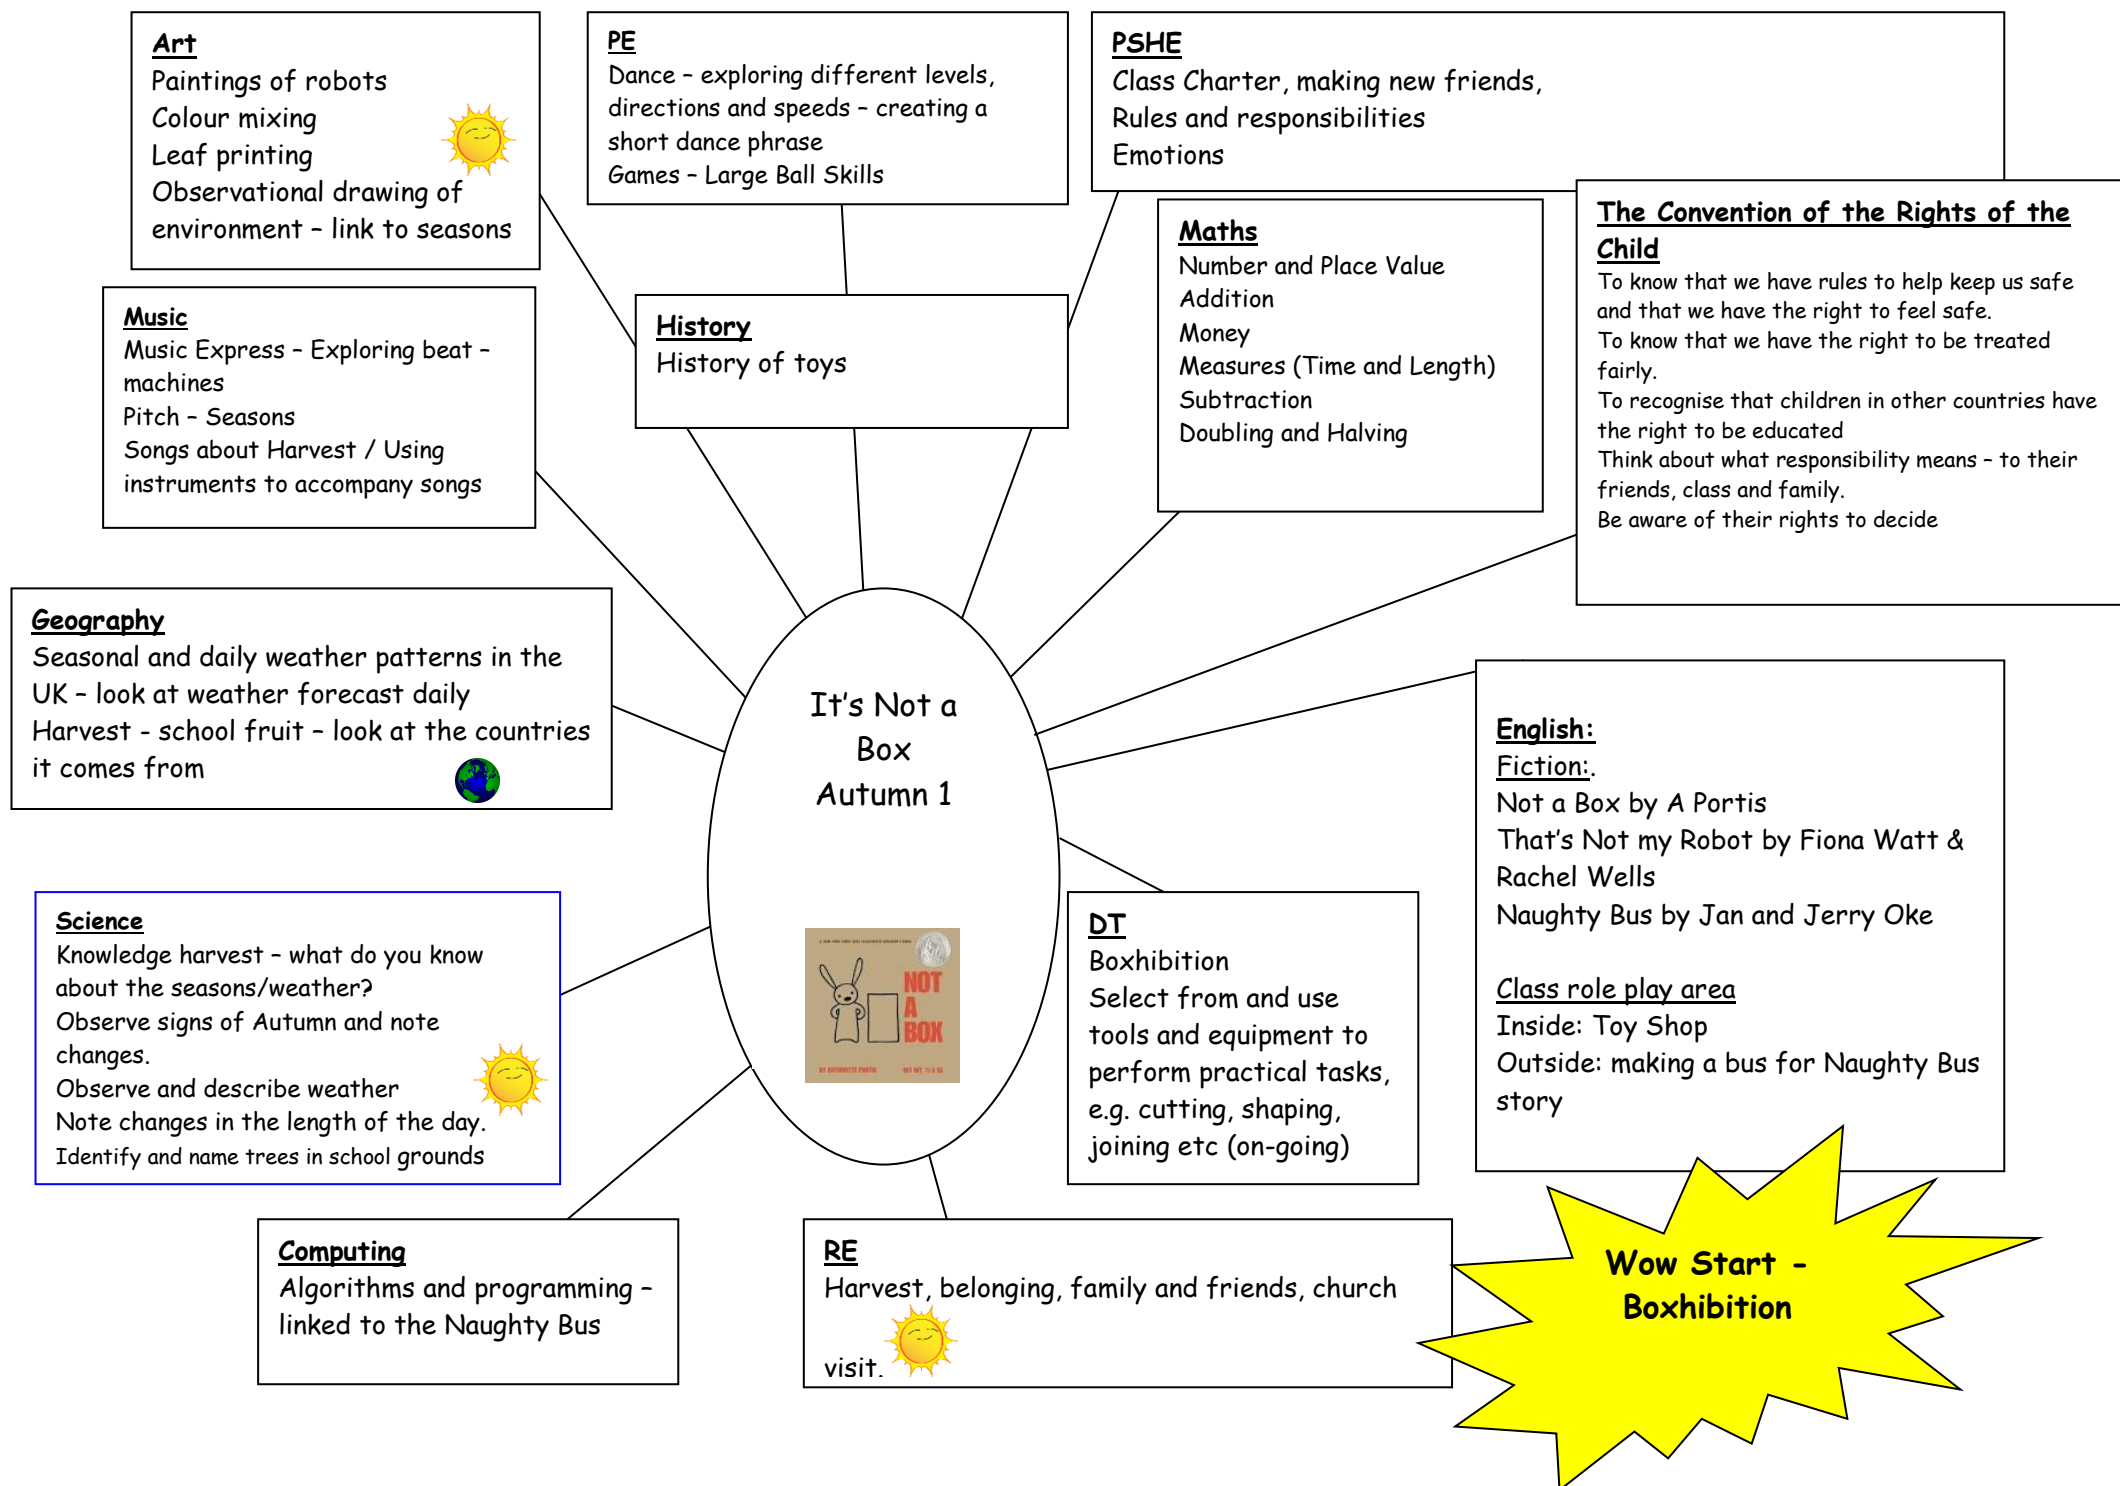 Art
Paintings of robots
Colour mixing
Leaf printing
Observational drawing of
environment – link to seasons
PE
Dance – exploring different levels,
directions and speeds – creating a
short dance phrase
Games – Large Ball Skills
PSHE
Class Charter, making new friends,
Rules and responsibilities
Emotions
Music
Music Express – Exploring beat –
machines
Pitch – Seasons
Songs about Harvest / Using
instruments to accompany songs
History
History of toys
Maths
Number and Place Value
Addition
Money
Measures (Time and Length)
Subtraction
Doubling and Halving
The Convention of the Rights of the
Child
To know that we have rules to help keep us safe
and that we have the right to feel safe.
To know that we have the right to be treated
fairly.
To recognise that children in other countries have
the right to be educated
Think about what responsibility means – to their
friends, class and family.
Be aware of their rights to decide
Geography
Seasonal and daily weather patterns in the
UK – look at weather forecast daily
Harvest - school fruit – look at the countries
it comes from
It's Not a
Box
Autumn 1
NOT
A
BOX
BY ANTOINETTE PORTIS
NET WT. 11.5 OZ.
English:
Fiction:.
Not a Box by A Portis
That's Not my Robot by Fiona Watt &
Rachel Wells
Naughty Bus by Jan and Jerry Oke
Class role play area
Inside: Toy Shop
Outside: making a bus for Naughty Bus
story
Science
Knowledge harvest – what do you know
about the seasons/weather?
Observe signs of Autumn and note
changes.
Observe and describe weather
Note changes in the length of the day.
Identify and name trees in school grounds
DT
Boxhibition
Select from and use
tools and equipment to
perform practical tasks,
e.g. cutting, shaping,
joining etc (on-going)
Computing
Algorithms and programming –
linked to the Naughty Bus
RE
Harvest, belonging, family and friends, church
visit.
Wow Start -
Boxhibition